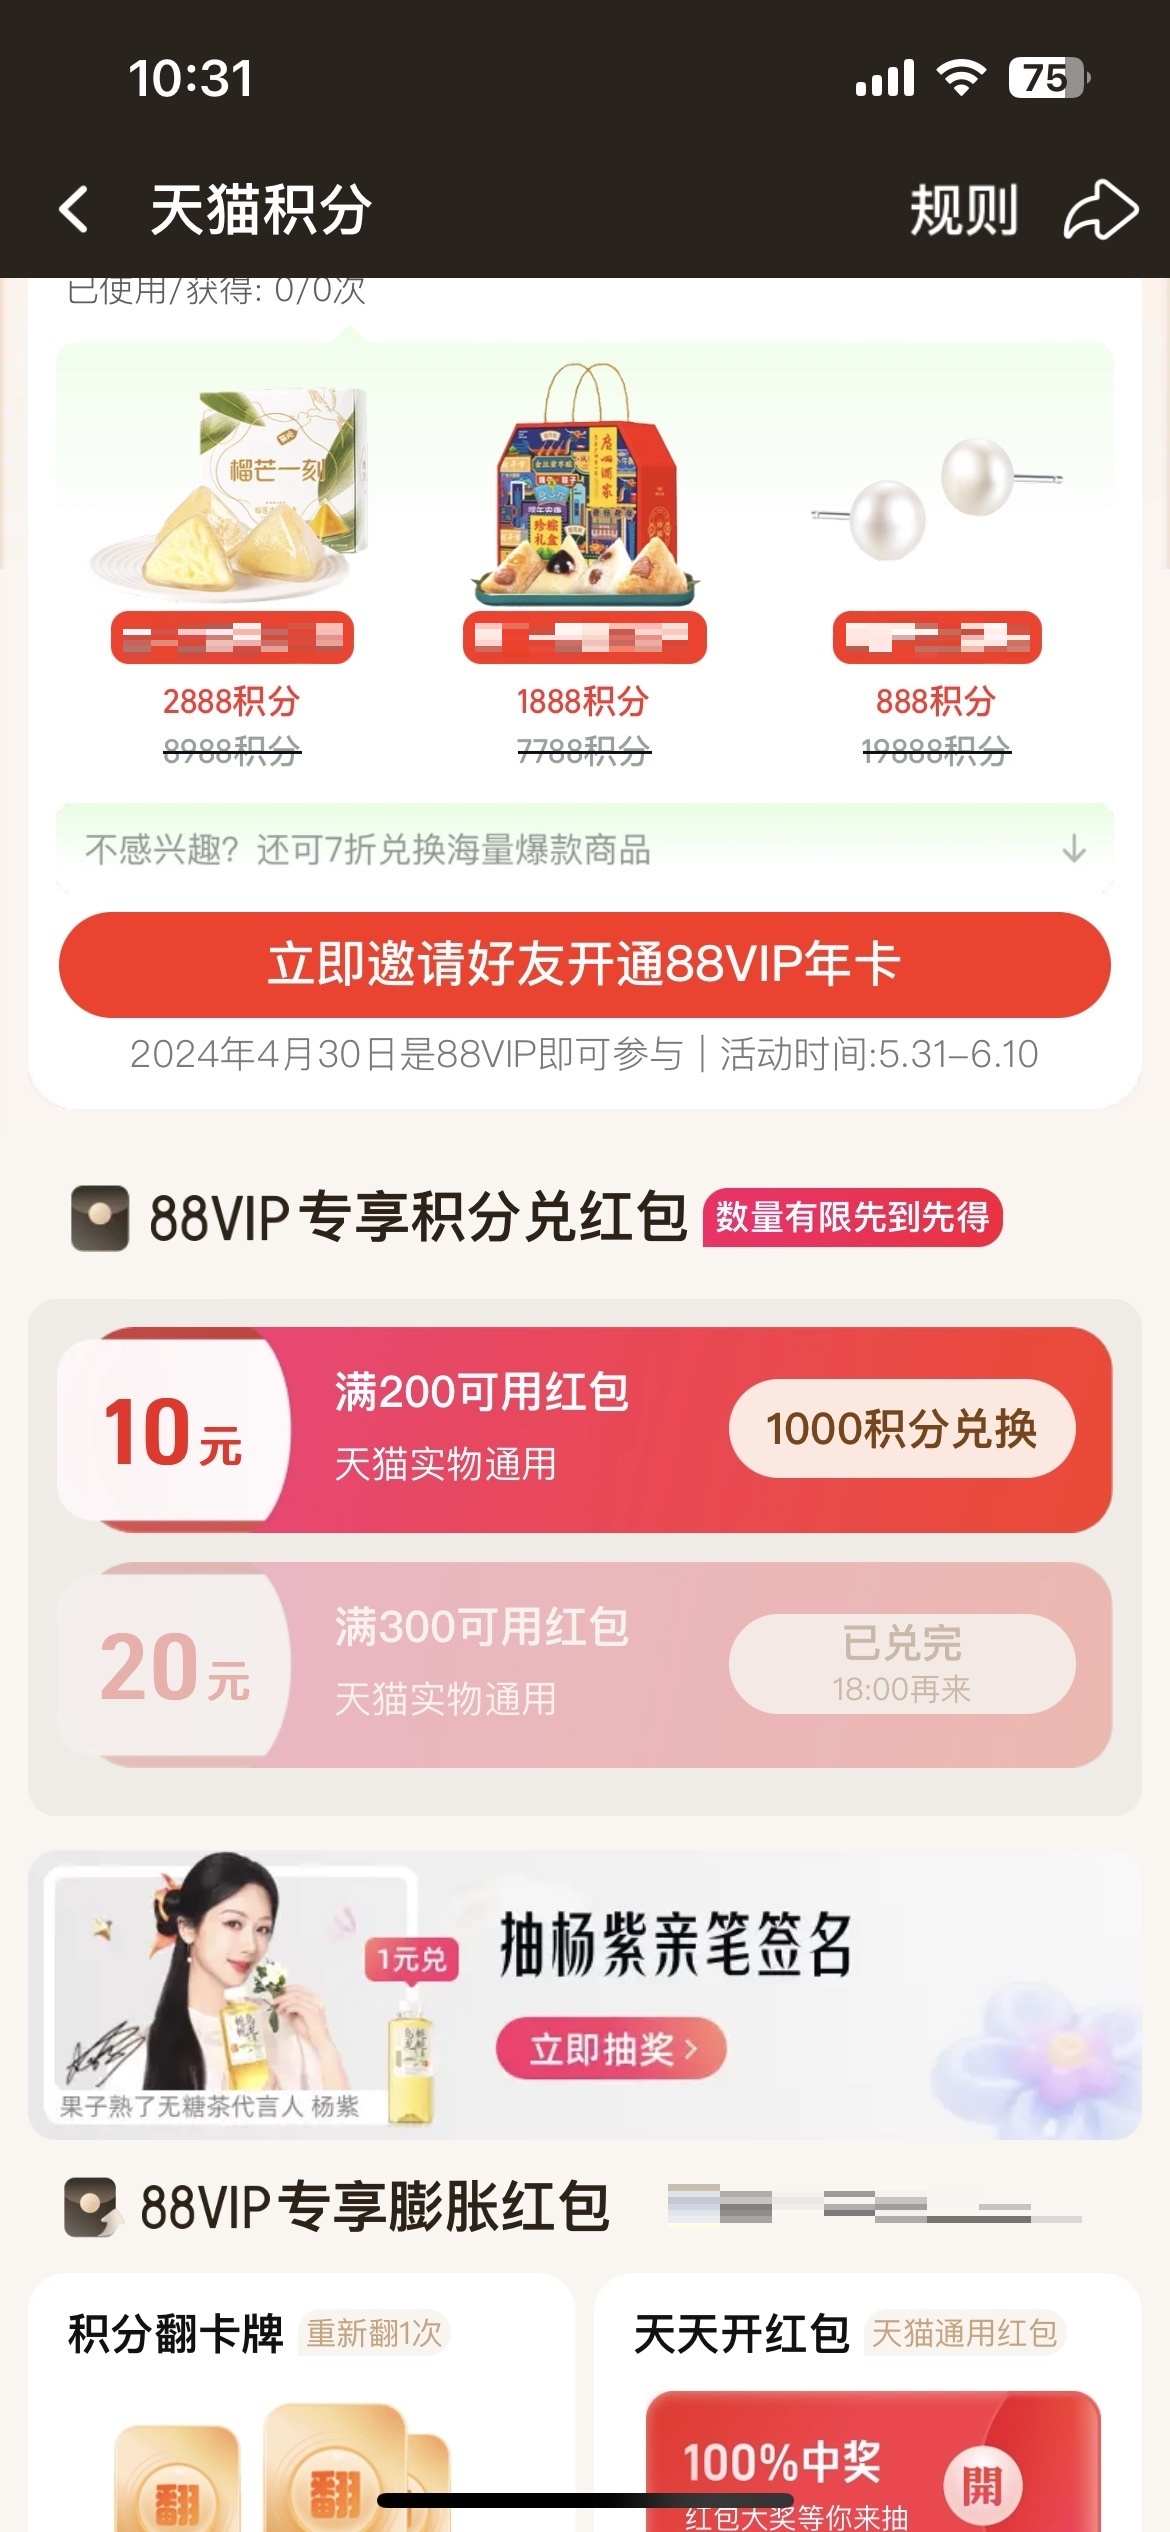 10:31
75
天猫积分
规则
已使用/获得: 0/0次
榴芒一刻
广州酒家
珍粽
礼盒
2888积分
1888积分
888积分
8988积分
7788积分
19888积分
不感兴趣？还可7折兑换海量爆款商品
立即邀请好友开通88VIP年卡
2024年4月30日是88VIP即可参与｜活动时间:5.31-6.10
88VIP专享积分兑红包
数量有限先到先得
10元
满200可用红包
天猫实物通用
1000积分兑换
20元
满300可用红包
天猫实物通用
已兑完
18:00再来
1元兑
抽杨紫亲笔签名
立即抽奖
果子熟了无糖茶代言人 杨紫
88VIP专享膨胀红包
积分翻卡牌
重新翻1次
天天开红包
天猫通用红包
翻
翻
100%中奖
開
红包大奖等你来抽